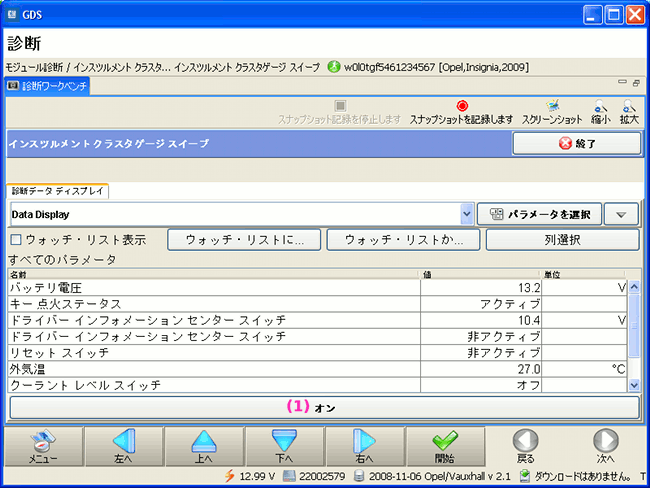 GDS
診断
モジュール診断 / インスツルメント クラスタ... インスツルメント クラスタゲージ スイープ w0l0tgf5461234567 [Opel,Insignia,2009]
診断ワークベンチ
スナップショット記録を停止します スナップショットを記録します スクリーンショット 縮小 拡大
インスツルメントクラスタゲージ スイープ 終了
診断データ ディスプレイ
Data Display パラメータを選択
ウォッチ・リスト表示 ウォッチ・リストに... ウォッチ・リストか... 列選択
すべてのパラメータ
名前 値 単位
バッテリ電圧 13.2 V
キー 点火ステータス アクティブ
ドライバー インフォメーション センター スイッチ 10.4 V
ドライバー インフォメーション センター スイッチ 非アクティブ
リセット スイッチ 非アクティブ
外気温 27.0 °C
クーラント レベル スイッチ オフ
(1) オン
メニュー 左へ 上へ 下へ 右へ 開始 戻る 次へ
12.99 V 22002579 2008-11-06 Opel/Vauxhall v 2.1 ダウンロードはありません。 T